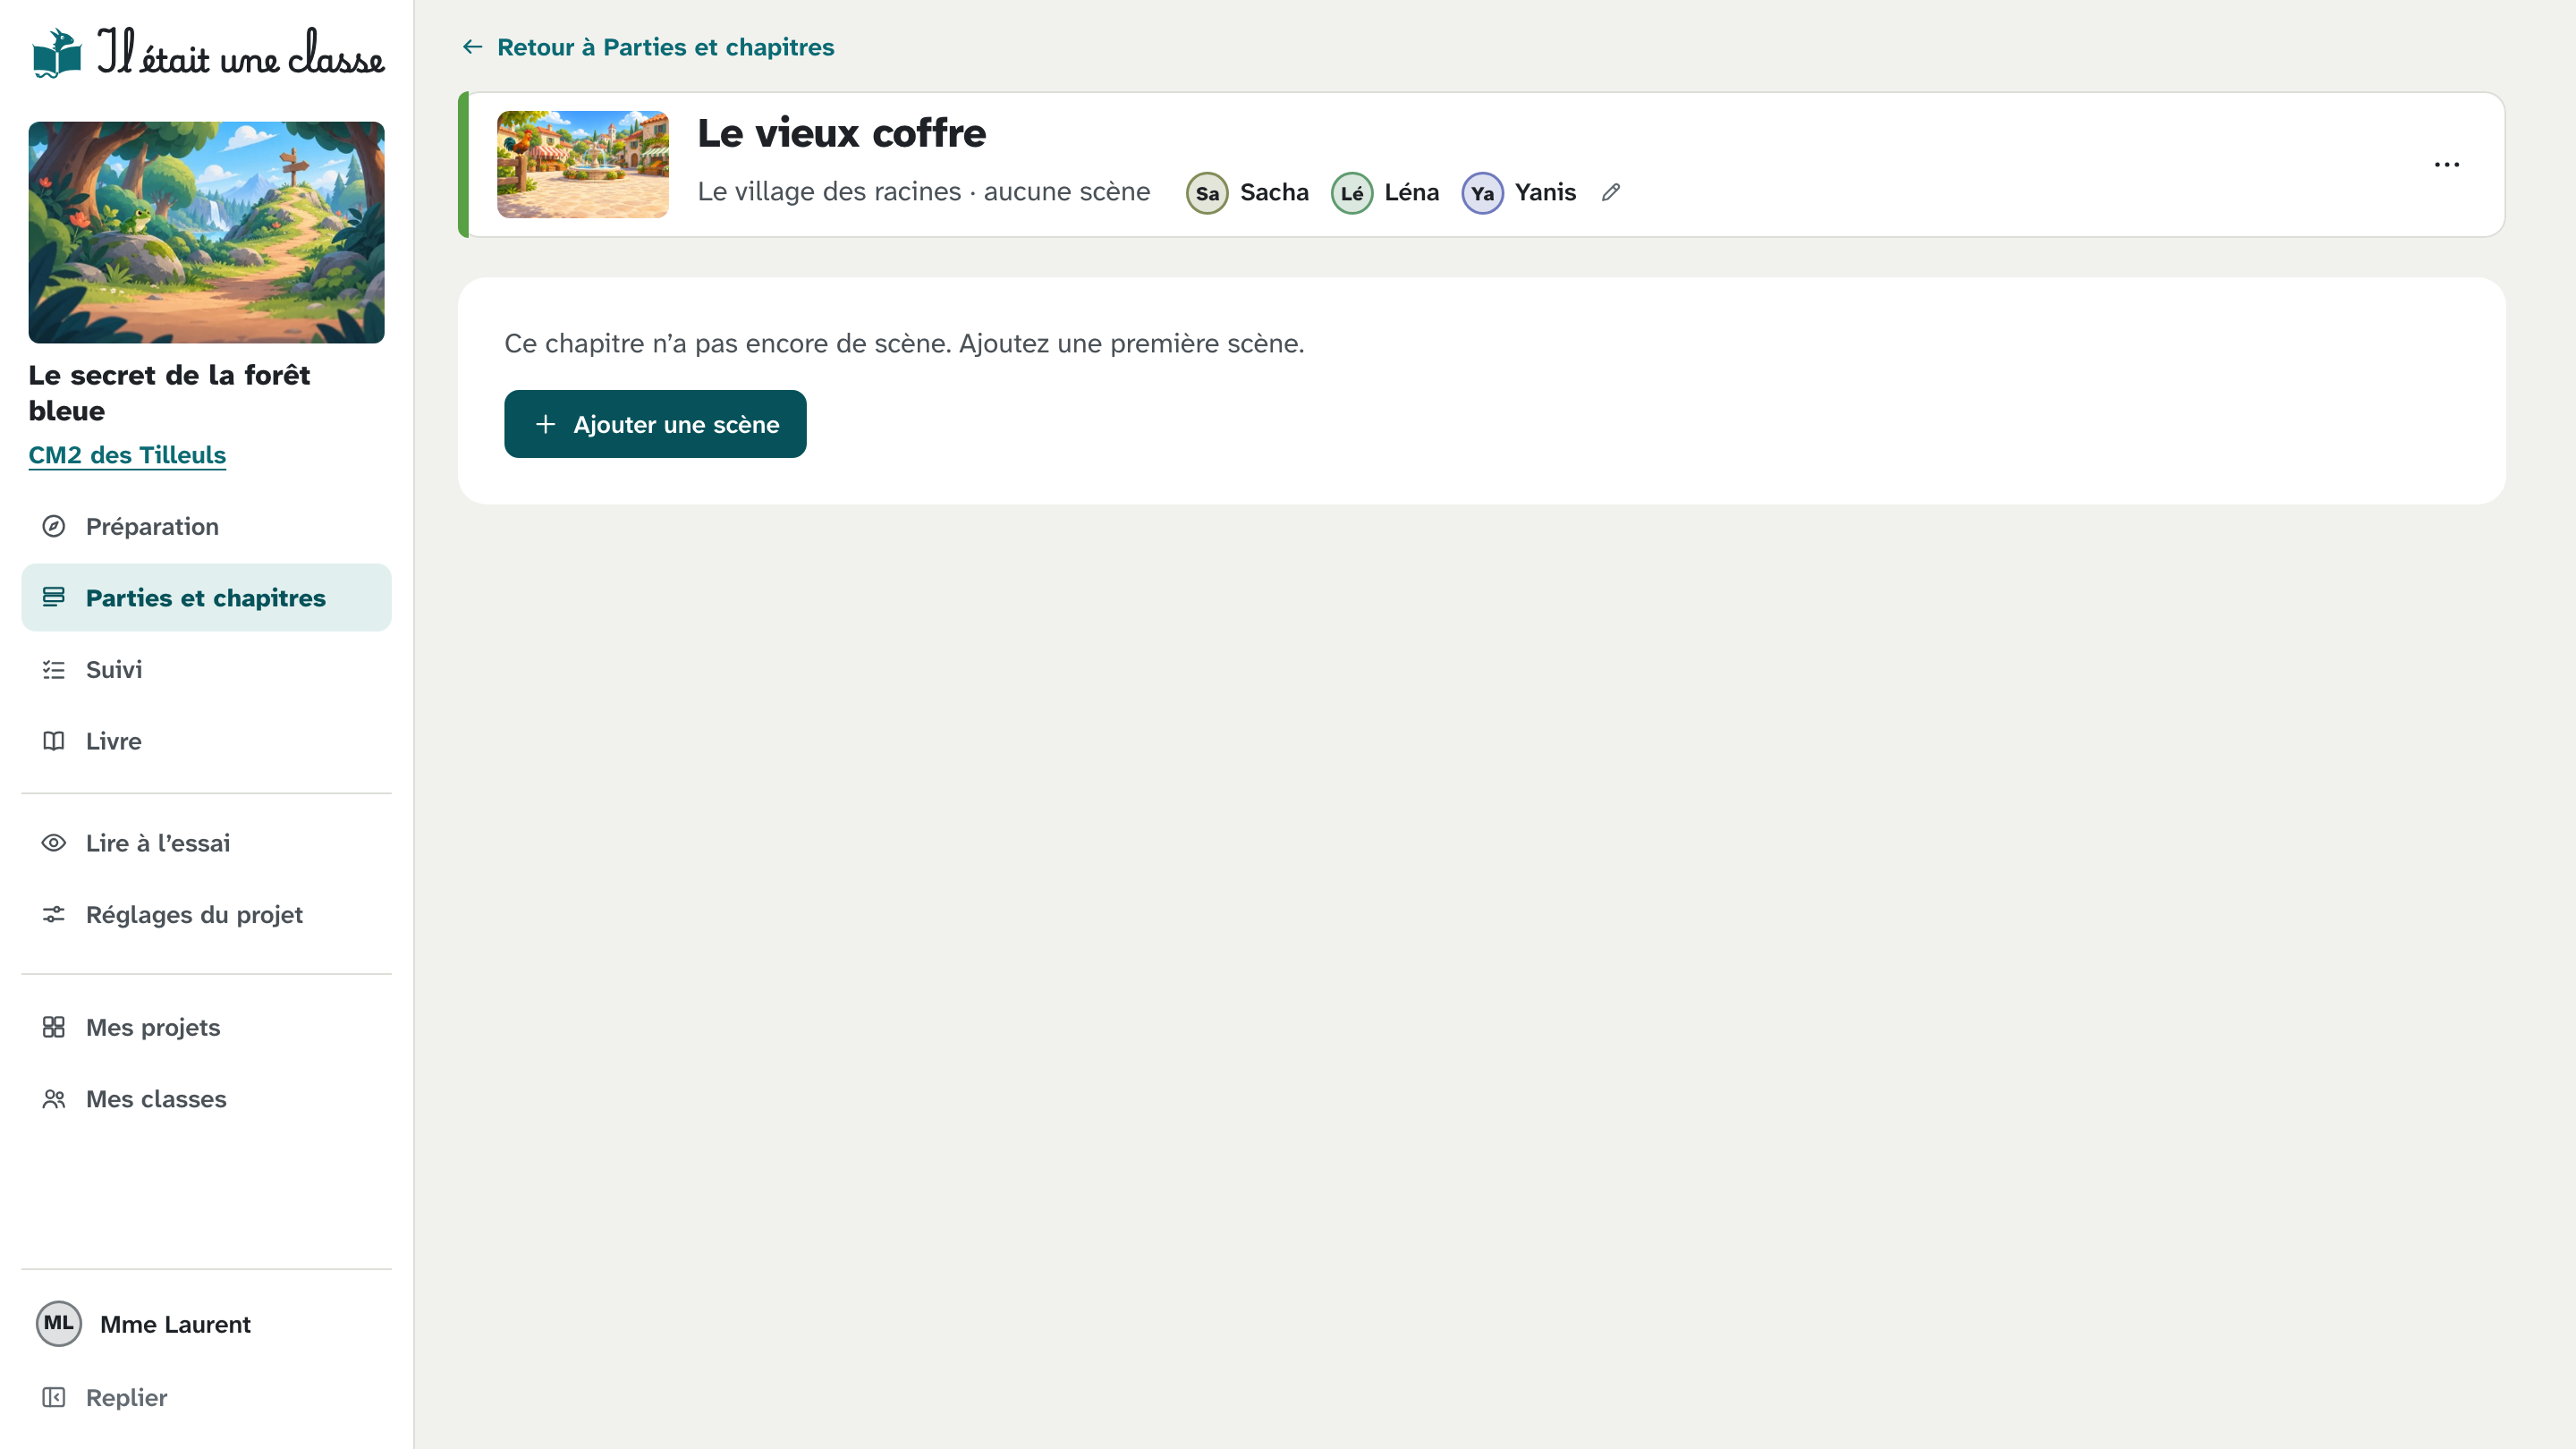 Il était une classe
Le secret de la forêt
bleue
CM2 des Tilleuls
Préparation
Parties et chapitres
Suivi
Livre
Lire à l’essai
Réglages du projet
Mes projets
Mes classes
ML Mme Laurent
Replier
Retour à Parties et chapitres
Le vieux coffre
Le village des racines · aucune scène Sa Sacha Lé Léna Ya Yanis
Ce chapitre n’a pas encore de scène. Ajoutez une première scène.
Ajouter une scène